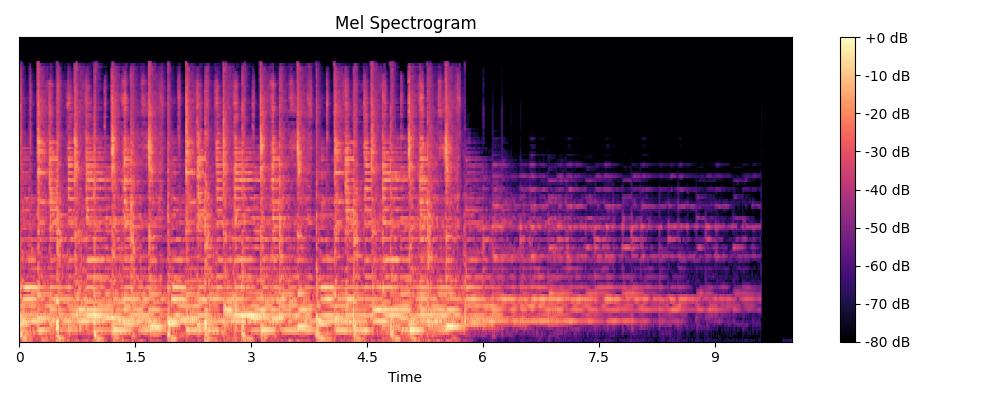 Mel Spectrogram
+0 dB
-10 dB
-20 dB
-30 dB
-40 dB
-50 dB
-60 dB
-70 dB
-80 dB
0 1.5 3 4.5 6 7.5 9
Time